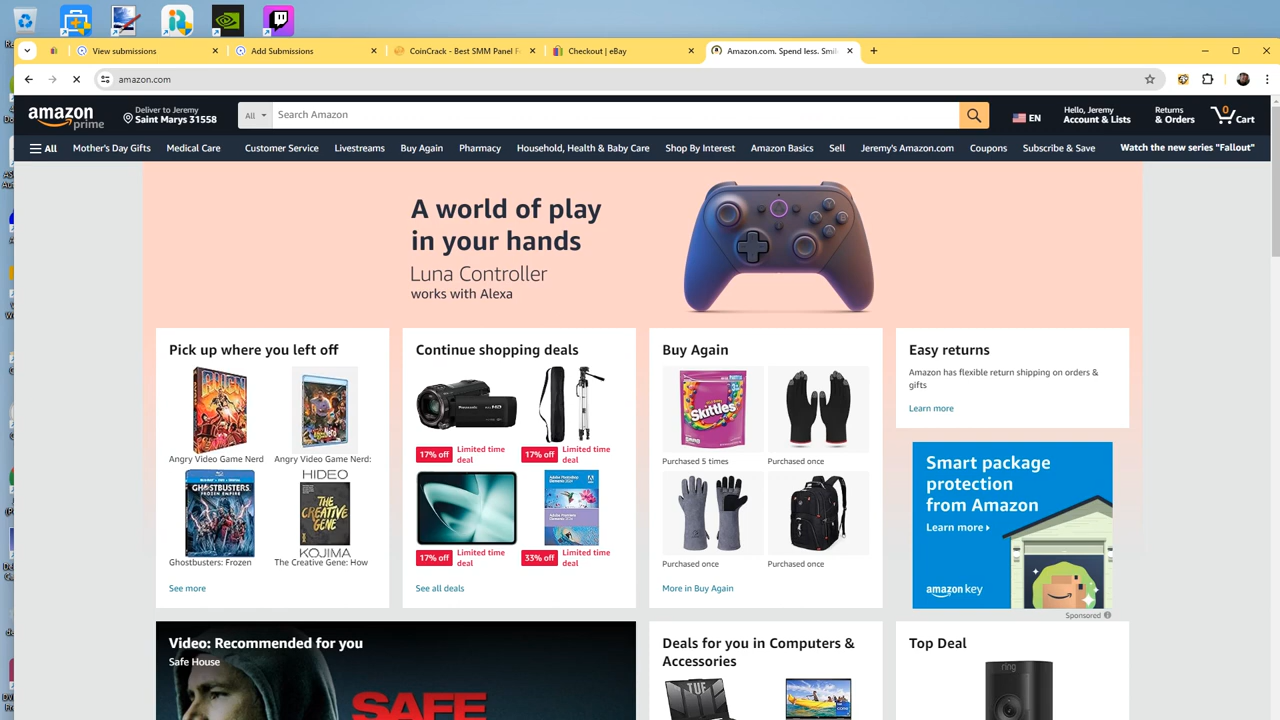 View submissions
Add Submissions
CoinCrack - Best SMM Panel F
Checkout | eBay
Amazon.com. Spend less. Smil
amazon.com
amazon
prime
Deliver to Jeremy
Saint Marys 31558
All
Search Amazon
EN
Hello, Jeremy
Account & Lists
Returns
& Orders
0
Cart
All
Mother's Day Gifts
Medical Care
Customer Service
Livestreams
Buy Again
Pharmacy
Household, Health & Baby Care
Shop By Interest
Amazon Basics
Sell
Jeremy's Amazon.com
Coupons
Subscribe & Save
Watch the new series "Fallout"
A world of play
in your hands
Luna Controller
works with Alexa
Pick up where you left off
Angry Video Game Nerd
Angry Video Game Nerd:
GHOSTBUSTERS
FROZEN EMPIRE
HIDEO
THE
CREATIVE
GENE
KOJIMA
Ghostbusters: Frozen
The Creative Gene: How
See more
Continue shopping deals
17% off
Limited time
deal
17% off
Limited time
deal
17% off
Limited time
deal
33% off
Limited time
deal
See all deals
Buy Again
Skittles
Purchased 5 times
Purchased once
Purchased once
Purchased once
More in Buy Again
Easy returns
Amazon has flexible return shipping on orders &
gifts
Learn more
Smart package
protection
from Amazon
Learn more
amazon key
Sponsored
Video: Recommended for you
Safe House
SAFE
Deals for you in Computers &
Accessories
TUF
Top Deal
ring